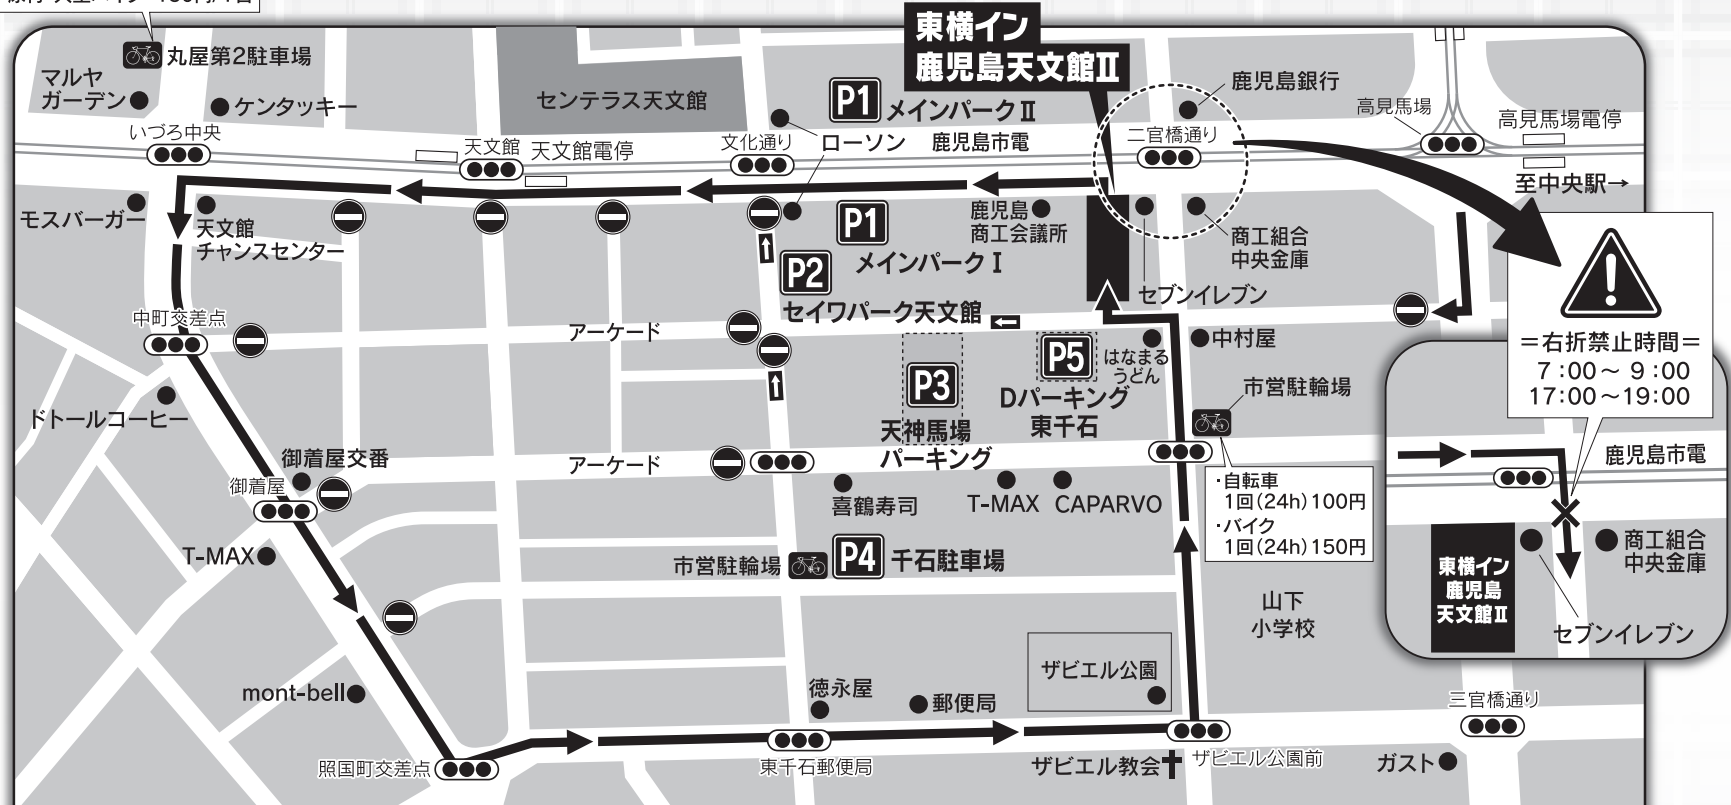 東横イン
鹿児島天文館Ⅱ
丸屋第2駐車場
マルヤ
ガーデン
ケンタッキー
センテラス天文館
P1
メインパークⅡ
鹿児島銀行
高見馬場
高見馬場電停
いづろ中央
天文館
天文館電停
文化通り
ローソン
鹿児島市電
二官橋通り
至中央駅→
モスバーガー
天文館
チャンスセンター
P1
メインパークⅠ
鹿児島
商工会議所
商工組合
中央金庫
P2
セイワパーク天文館
セブンイレブン
=右折禁止時間=
7:00～9:00
17:00～19:00
中町交差点
アーケード
P3
天神馬場
パーキング
P5
Dパーキング
東千石
はなまる
うどん
中村屋
市営駐輪場
・自転車
1回(24h)100円
・バイク
1回(24h)150円
ドトールコーヒー
御着屋交番
御着屋
アーケード
喜鶴寿司
T-MAX
CAPARVO
鹿児島市電
商工組合
中央金庫
東横イン
鹿児島
天文館Ⅱ
セブンイレブン
T-MAX
市営駐輪場
P4
千石駐車場
山下
小学校
mont-bell
徳永屋
郵便局
ザビエル公園
三官橋通り
照国町交差点
東千石郵便局
ザビエル教会
ザビエル公園前
ガスト